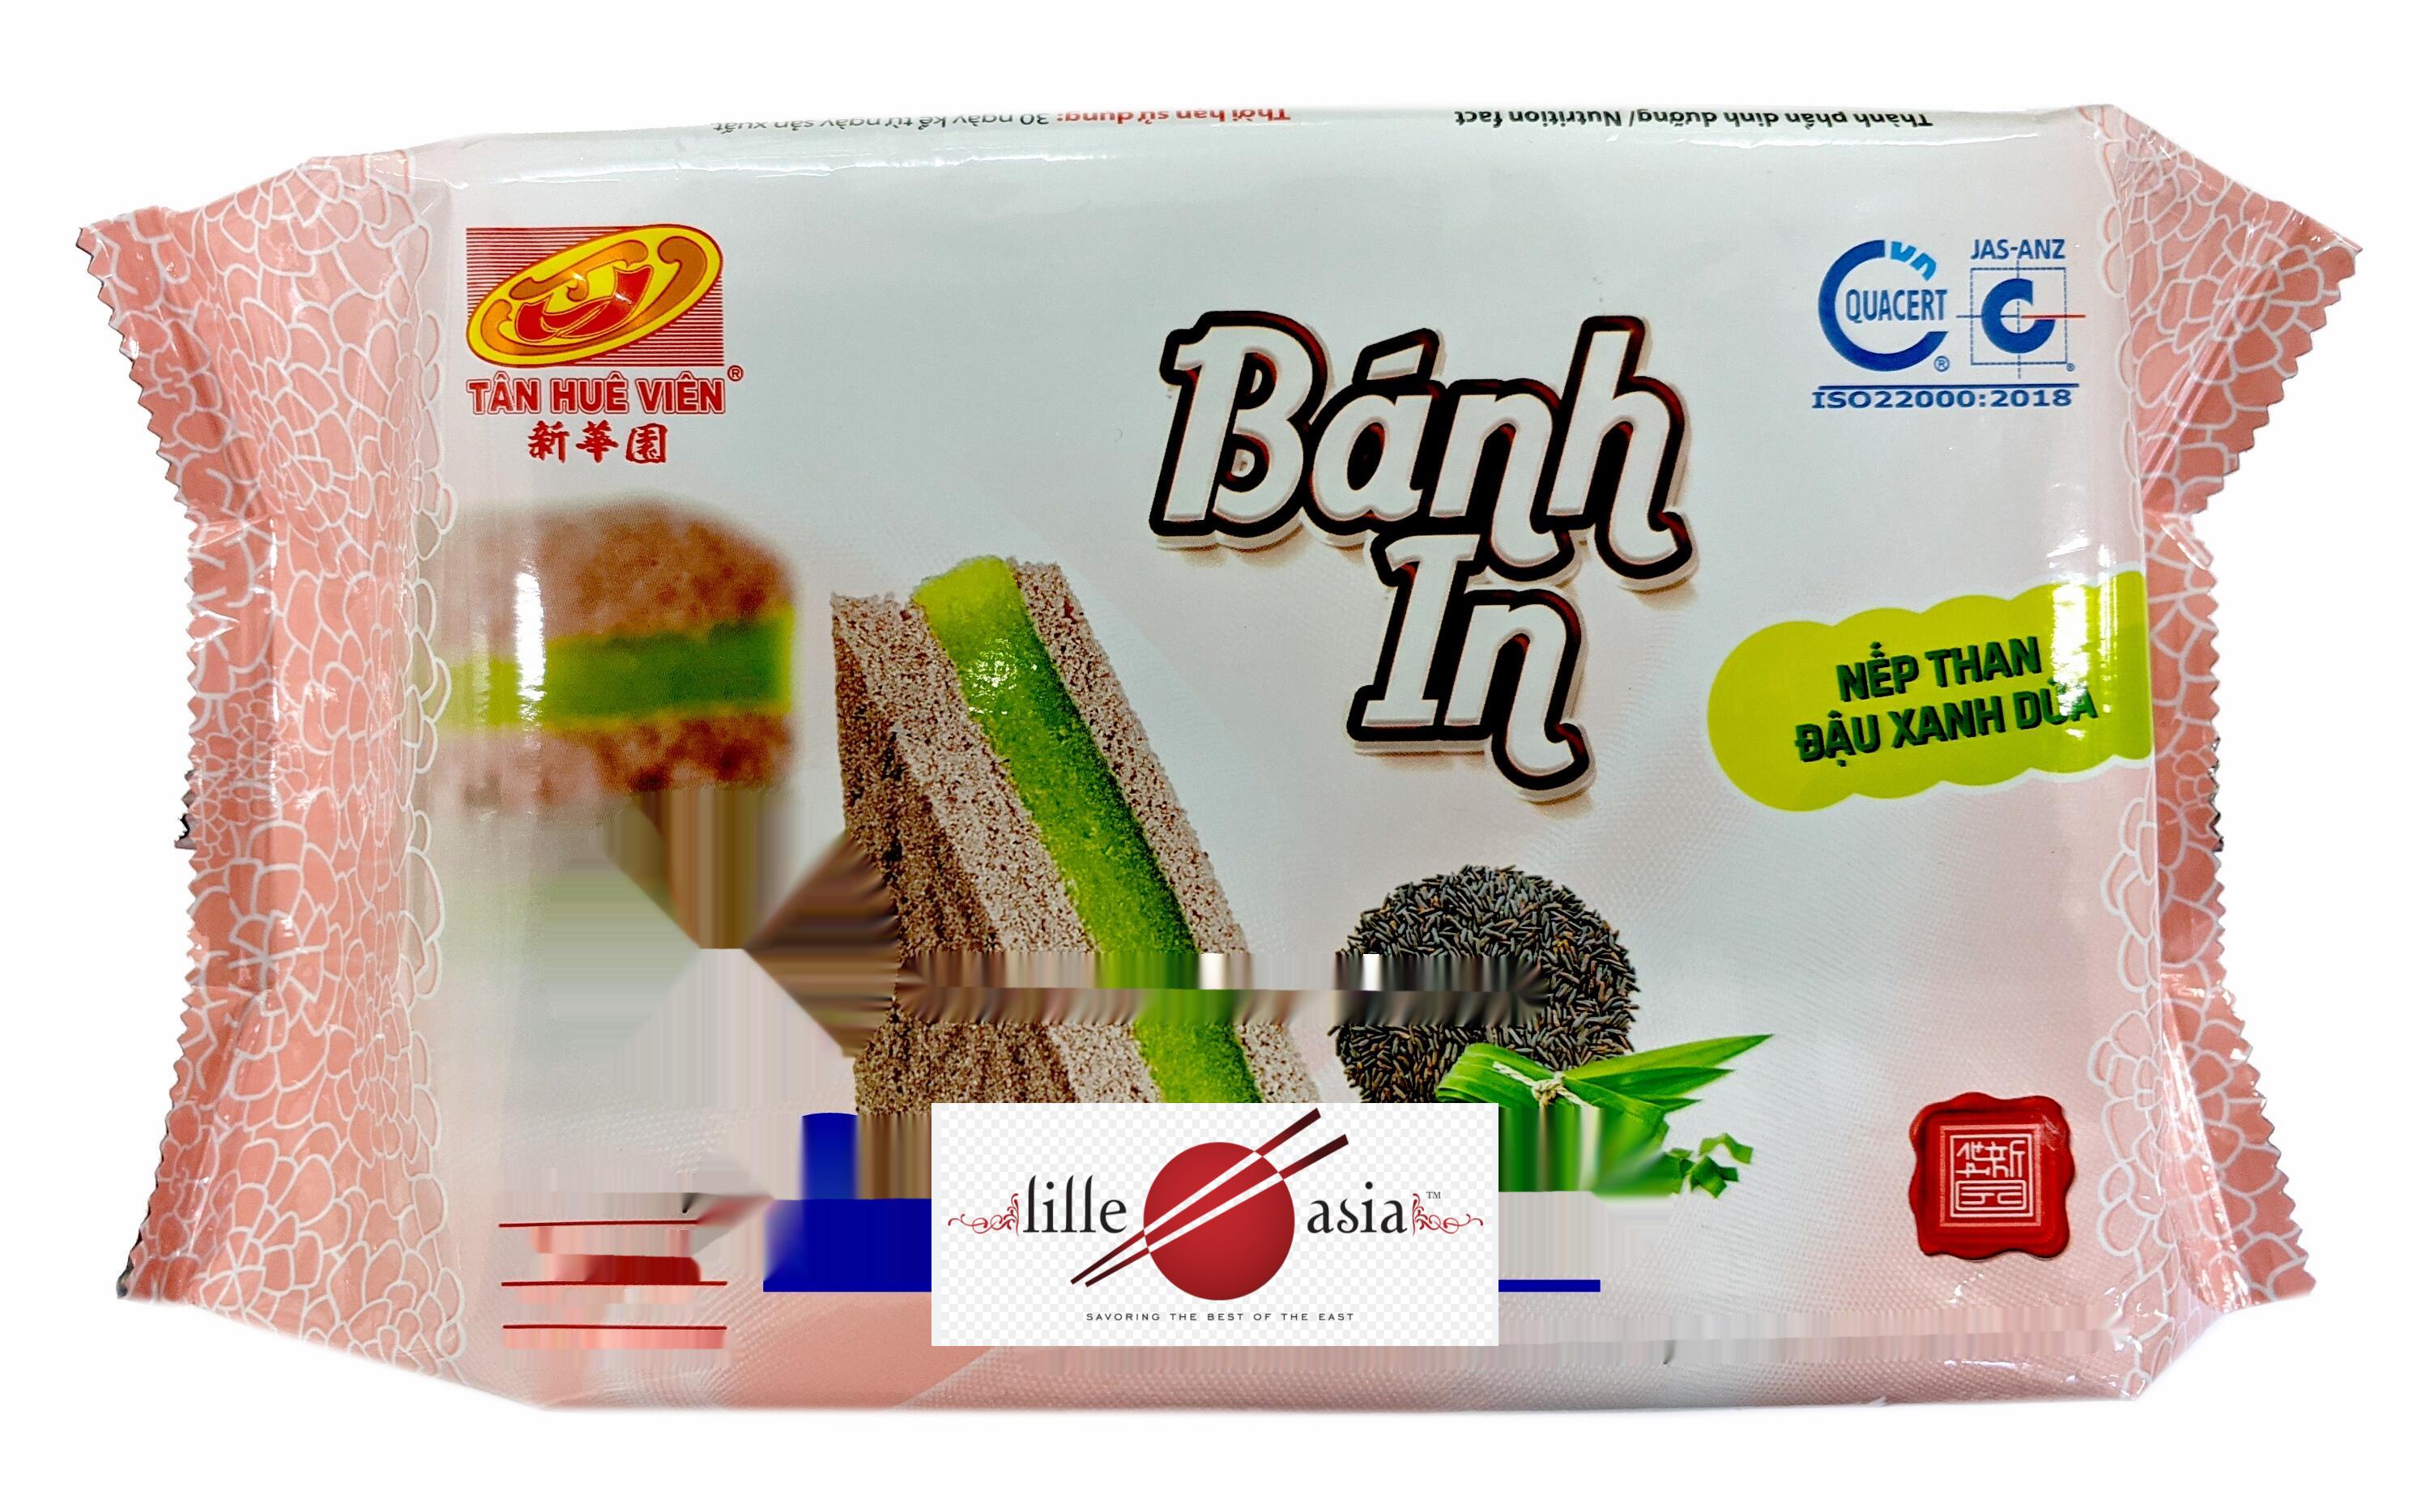 Thời hạn sử dụng: 30 ngày kể từ ngày sản xuất
Thành phần dinh dưỡng/ Nutrition fact
TÂN HUÊ VIÊN®
新華園
VN
QUACERT®
JAS-ANZ
C
ISO22000:2018
Bánh
In
NẾP THAN
ĐẬU XANH DỪA
lille asia™
SAVORING THE BEST OF THE EAST